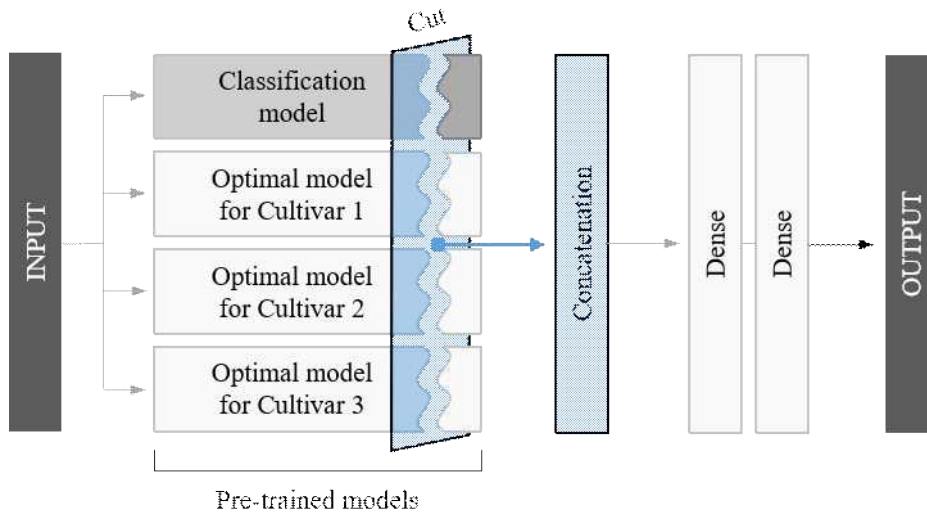 Cut
INPUT
Classification
model
Optimal model
for Cultivar 1
Optimal model
for Cultivar 2
Optimal model
for Cultivar 3
Pre-trained models
Concatenation
Dense
Dense
OUTPUT